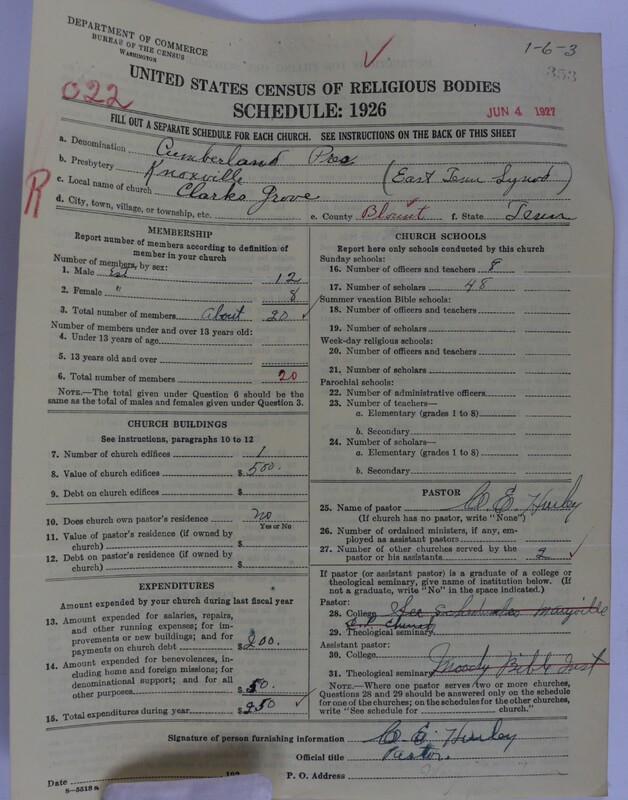 DEPARTMENT OF COMMERCE
BUREAU OF THE CENSUS
WASHINGTON
1-6-3
353
UNITED STATES CENSUS OF RELIGIOUS BODIES
022
SCHEDULE: 1926
JUN 4 1927
FILL OUT A SEPARATE SCHEDULE FOR EACH CHURCH. SEE INSTRUCTIONS ON THE BACK OF THIS SHEET
R
a. Denomination Cumberland Pres
b. Presbytery Knoxville (East Tenn Synod)
c. Local name of church Clarks Grove
d. City, town, village, or township, etc. e. County Blount f. State Tenn
MEMBERSHIP
Report number of members according to definition of
member in your church
Number of members, by sex:
1. Male Est 12
2. Female " 8
3. Total number of members About 20
Number of members under and over 13 years old:
4. Under 13 years of age
5. 13 years old and over
6. Total number of members 20
NOTE.—The total given under Question 6 should be
same as the total of males and females given under Question 3.
CHURCH BUILDINGS
See instructions, paragraphs 10 to 12
7. Number of church edifices 1
8. Value of church edifices $500.
9. Debt on church edifices $
10. Does church own pastor's residence no
Yes or No
11. Value of pastor's residence (if owned by
church) $
12. Debt on pastor's residence (if owned by
church) $
EXPENDITURES
Amount expended by your church during last fiscal year
13. Amount expended for salaries, repairs,
and other running expenses; for im-
provements or new buildings; and for
payments on church debt $200.
14. Amount expended for benevolences, in-
cluding home and foreign missions; for
denominational support; and for all
other purposes $50.
15. Total expenditures during year $250
CHURCH SCHOOLS
Report here only schools conducted by this church
Sunday schools:
16. Number of officers and teachers 8
17. Number of scholars 48
Summer vacation Bible schools:
18. Number of officers and teachers
19. Number of scholars
Week-day religious schools:
20. Number of officers and teachers
21. Number of scholars
Parochial schools:
22. Number of administrative officers
23. Number of teachers—
a. Elementary (grades 1 to 8)
b. Secondary
24. Number of scholars—
a. Elementary (grades 1 to 8)
b. Secondary
PASTOR
25. Name of pastor C. E. Hurley
(If church has no pastor, write "None")
26. Number of ordained ministers, if any, em-
ployed as assistant pastors
27. Number of other churches served by the
pastor or his assistants 2
If pastor (or assistant pastor) is a graduate of a college or
theological seminary, give name of institution below. (If
not a graduate, write "No" in the space indicated.)
Pastor:
28. College See Schedule Maryville
C.P. Church
29. Theological seminary
Assistant pastor:
30. College
31. Theological seminary Moody Bible Inst
NOTE.—Where one pastor serves two or more churches,
Questions 28 and 29 should be answered only on the schedule
for one of the churches; on the schedules for the other churches,
write "See schedule for church."
Signature of person furnishing information C. E. Hurley
Official title Pastor.
Date 192 P. O. Address
8—5518 a